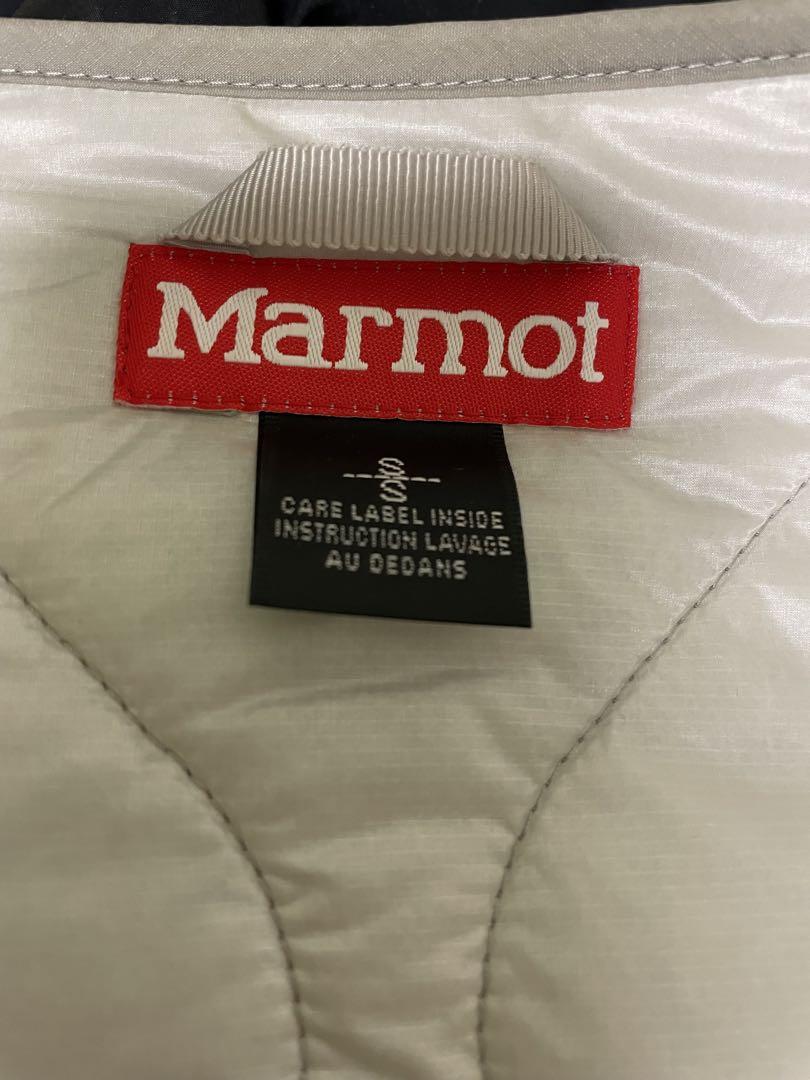 Marmot
S
S
CARE LABEL INSIDE
INSTRUCTION LAVAGE
AU DEDANS